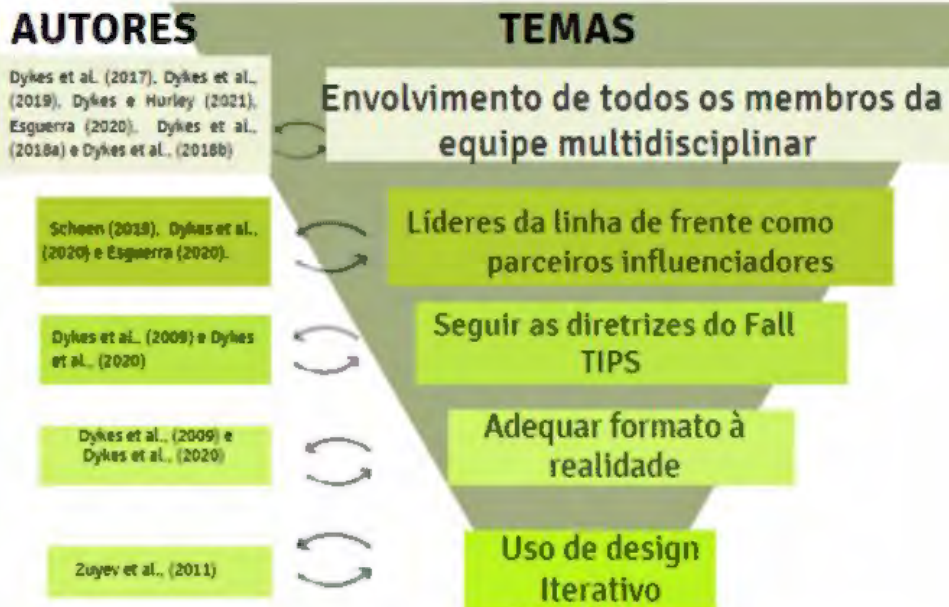 AUTORES
TEMAS
Dykes et al. (2017), Dykes et al.,
(2019), Dykes e Hurley (2021),
Esguerra (2020), Dykes et al.,
(2018a) e Dykes et al., (2018b)
Envolvimento de todos os membros da
equipe multidisciplinar
Scheen (2019), Dykes et al.,
(2020) e Esguerra (2020).
Líderes da linha de frente como
parceiros influenciadores
Dykes et al., (2009) e Dykes
et al., (2020)
Seguir as diretrizes do Fall
TIPS
Dykes et al., (2009) e
Dykes et al., (2020)
Adequar formato à
realidade
Zuyev et al., (2011)
Uso de design
Iterativo